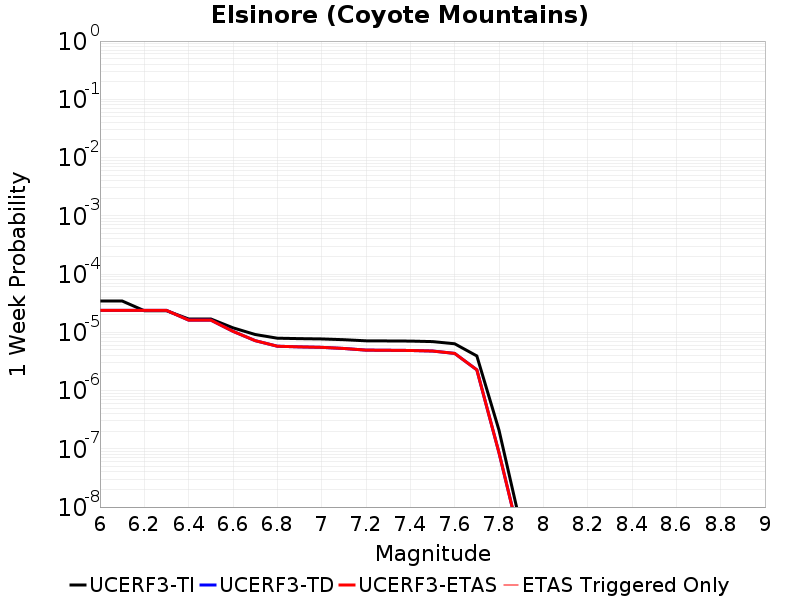 Elsinore (Coyote Mountains)
1 Week Probability
10^0
10^-1
10^-2
10^-3
10^-4
10^-5
10^-6
10^-7
10^-8
6 6.2 6.4 6.6 6.8 7 7.2 7.4 7.6 7.8 8 8.2 8.4 8.6 8.8 9
Magnitude
UCERF3-TI UCERF3-TD UCERF3-ETAS ETAS Triggered Only